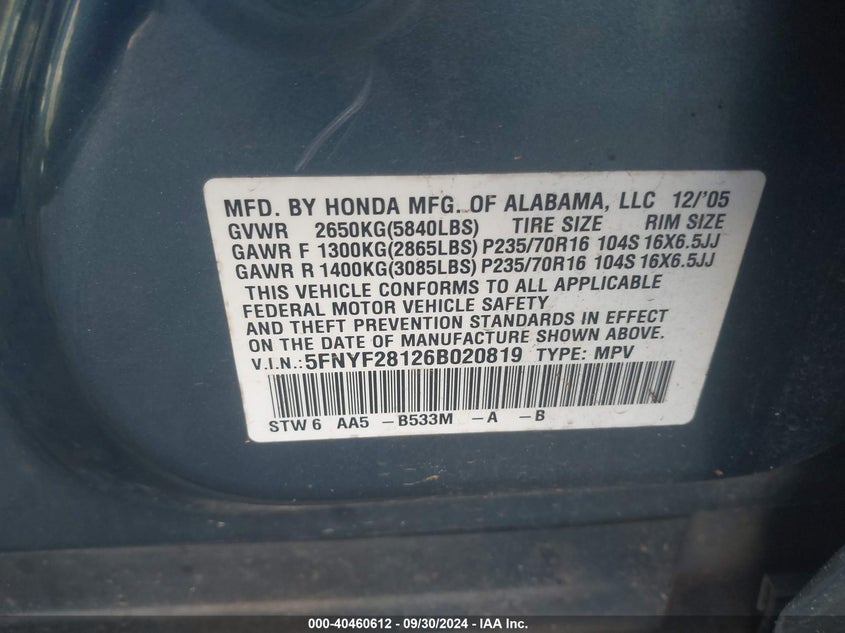 MFD. BY HONDA MFG. OF ALABAMA, LLC 12/'05
GVWR 2650KG(5840LBS) TIRE SIZE RIM SIZE
GAWR F 1300KG(2865LBS) P235/70R16 104S 16X6.5JJ
GAWR R 1400KG(3085LBS) P235/70R16 104S 16X6.5JJ
THIS VEHICLE CONFORMS TO ALL APPLICABLE
FEDERAL MOTOR VEHICLE SAFETY
AND THEFT PREVENTION STANDARDS IN EFFECT
ON THE DATE OF MANUFACTURE SHOWN ABOVE.
V.I.N.:5FNYF28126B020819 TYPE: MPV
STW6 AA5 -B533M -A -B
000-40460612 - 09/30/2024 - IAA Inc.